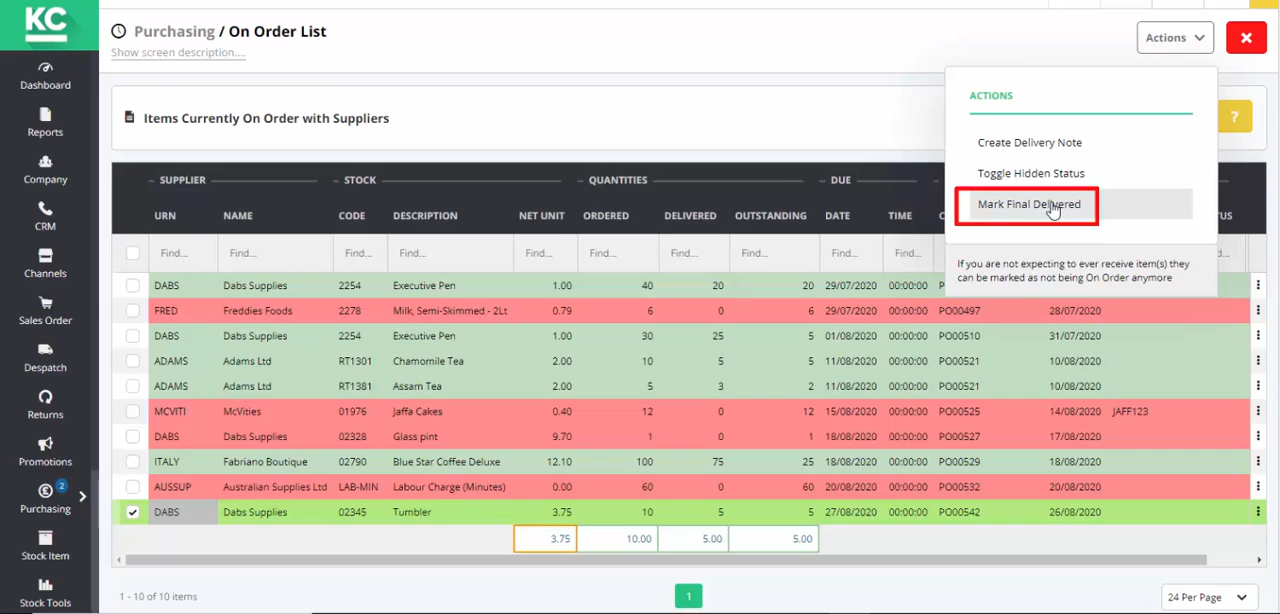 KC
Dashboard
Reports
Company
CRM
Channels
Sales Order
Despatch
Returns
Promotions
2
Purchasing
Stock Item
Stock Tools
Purchasing / On Order List
Show screen description....
Actions
Items Currently On Order with Suppliers
?
ACTIONS
Create Delivery Note
Toggle Hidden Status
Mark Final Delivered
If you are not expecting to ever receive item(s) they
can be marked as not being On Order anymore
SUPPLIER STOCK QUANTITIES DUE
URN NAME CODE DESCRIPTION NET UNIT ORDERED DELIVERED OUTSTANDING DATE TIME
Find... Find... Find... Find... Find... Find... Find... Find... Find... Find...
DABS Dabs Supplies 2254 Executive Pen 1.00 40 20 20 29/07/2020 00:00:00
FRED Freddies Foods 2278 Milk, Semi-Skimmed - 2Lt 0.79 6 0 6 29/07/2020 00:00:00 PO00497 28/07/2020
DABS Dabs Supplies 2254 Executive Pen 1.00 30 25 5 01/08/2020 00:00:00 PO00510 31/07/2020
ADAMS Adams Ltd RT1301 Chamomile Tea 2.00 10 5 5 11/08/2020 00:00:00 PO00521 10/08/2020
ADAMS Adams Ltd RT1381 Assam Tea 2.00 5 3 2 11/08/2020 00:00:00 PO00521 10/08/2020
MCVITI McVities 01976 Jaffa Cakes 0.40 12 0 12 15/08/2020 00:00:00 PO00525 14/08/2020 JAFF123
DABS Dabs Supplies 02328 Glass pint 9.70 1 0 1 18/08/2020 00:00:00 PO00527 17/08/2020
ITALY Fabriano Boutique 02790 Blue Star Coffee Deluxe 12.10 100 75 25 18/08/2020 00:00:00 PO00529 18/08/2020
AUSSUP Australian Supplies Ltd LAB-MIN Labour Charge (Minutes) 0.00 60 0 60 20/08/2020 00:00:00 PO00532 20/08/2020
DABS Dabs Supplies 02345 Tumbler 3.75 10 5 5 27/08/2020 00:00:00 PO00542 26/08/2020
3.75 10.00 5.00 5.00
1 - 10 of 10 items
1
24 Per Page